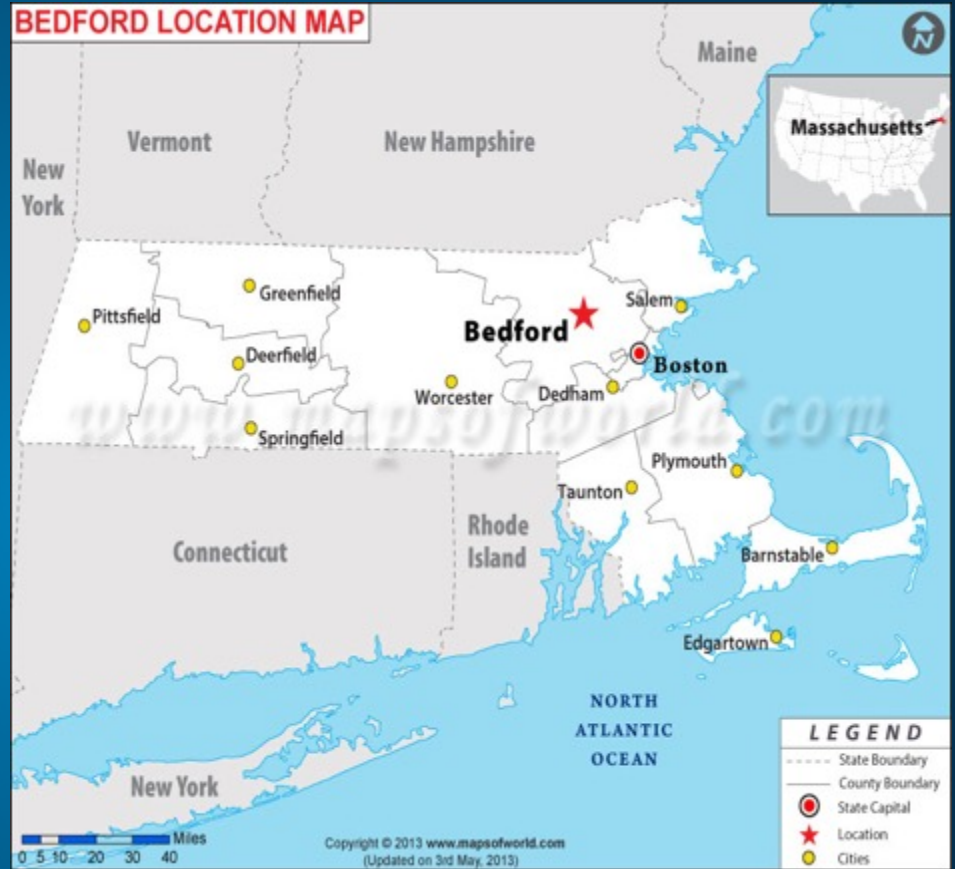 BEDFORD LOCATION MAP
N
Maine
Vermont
New Hampshire
Massachusetts
New
York
Greenfield
Pittsfield
Salem
Bedford
Deerfield
Boston
Worcester
Dedham
www.mapsofworld.com
Springfield
Plymouth
Taunton
Rhode
Island
Connecticut
Barnstable
Edgartown
NORTH
ATLANTIC
OCEAN
LEGEND
State Boundary
County Boundary
State Capital
Location
Cities
New York
Miles
0 5 10 20 30 40
Copyright © 2013 www.mapsofworld.com
(Updated on 3rd May, 2013)